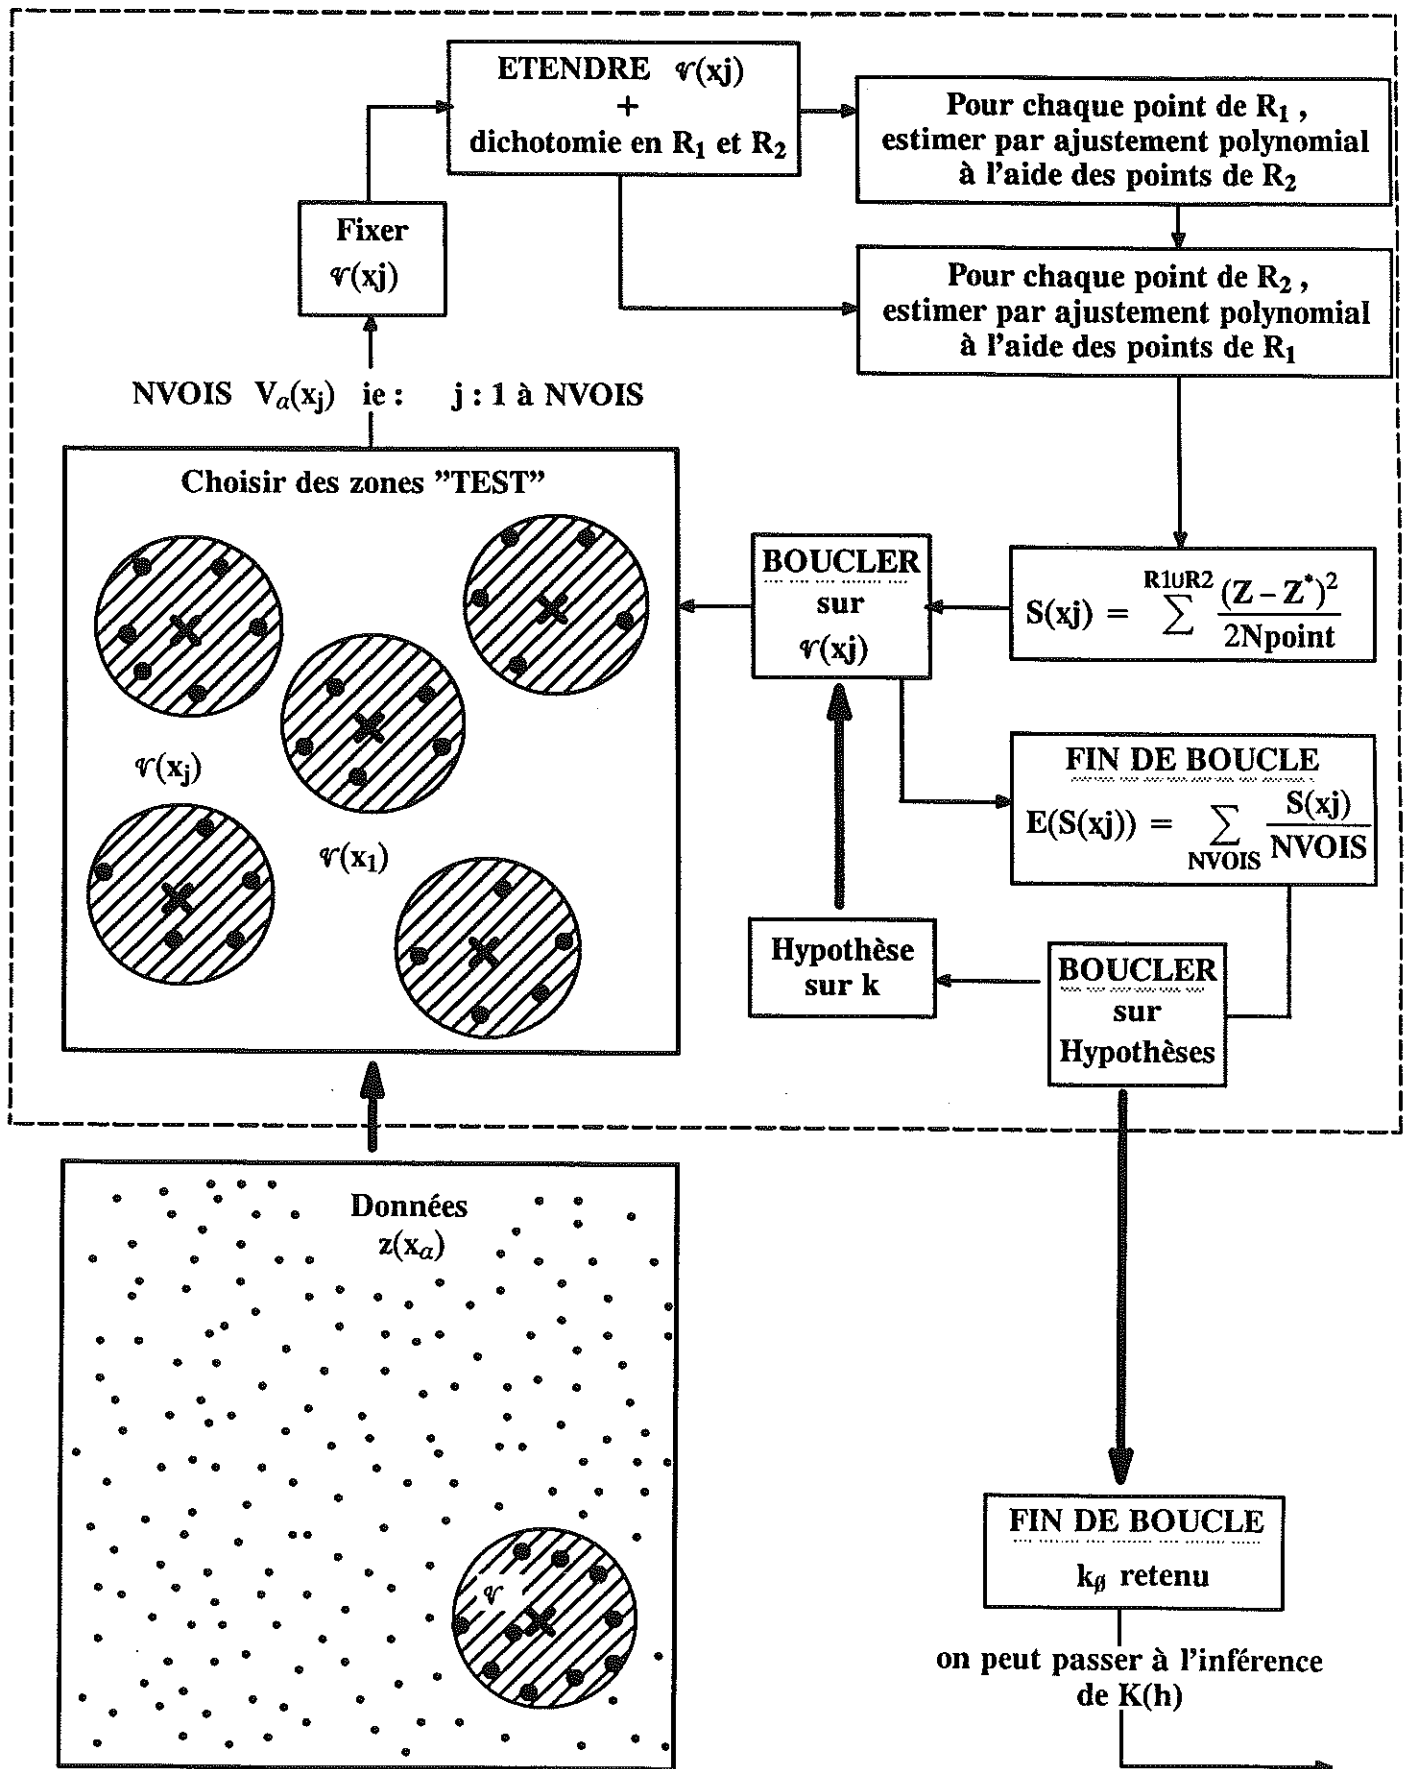 ETENDRE 𝒱(xj)
+
dichotomie en R₁ et R₂
Pour chaque point de R₁ ,
estimer par ajustement polynomial
à l'aide des points de R₂
Fixer
𝒱(xj)
Pour chaque point de R₂ ,
estimer par ajustement polynomial
à l'aide des points de R₁
NVOIS Vα(xj) ie : j : 1 à NVOIS
Choisir des zones ”TEST”
𝒱(xj)
𝒱(x₁)
BOUCLER
sur
𝒱(xj)
S(xj) = ∑ R1∪R2 (Z – Z*)² / 2Npoint
FIN DE BOUCLE
E(S(xj)) = ∑ NVOIS S(xj) / NVOIS
Hypothèse
sur k
BOUCLER
sur
Hypothèses
Données
z(xα)
𝒱
FIN DE BOUCLE
kø retenu
on peut passer à l'inférence
de K(h)